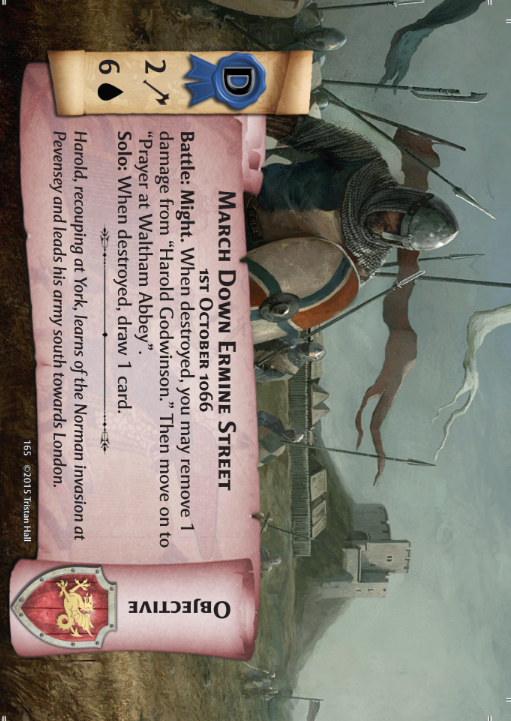 D
2
6
MARCH DOWN ERMINE STREET
1ST OCTOBER 1066
Battle: Might. When destroyed, you may remove 1
damage from “Harold Godwinson.” Then move on to
“Prayer at Waltham Abbey”.
Solo: When destroyed, draw 1 card.
Harold, recouping at York, learns of the Norman invasion at
Pevensey and leads his army south towards London.
165 ©2015 Tristan Hall
OBJECTIVE